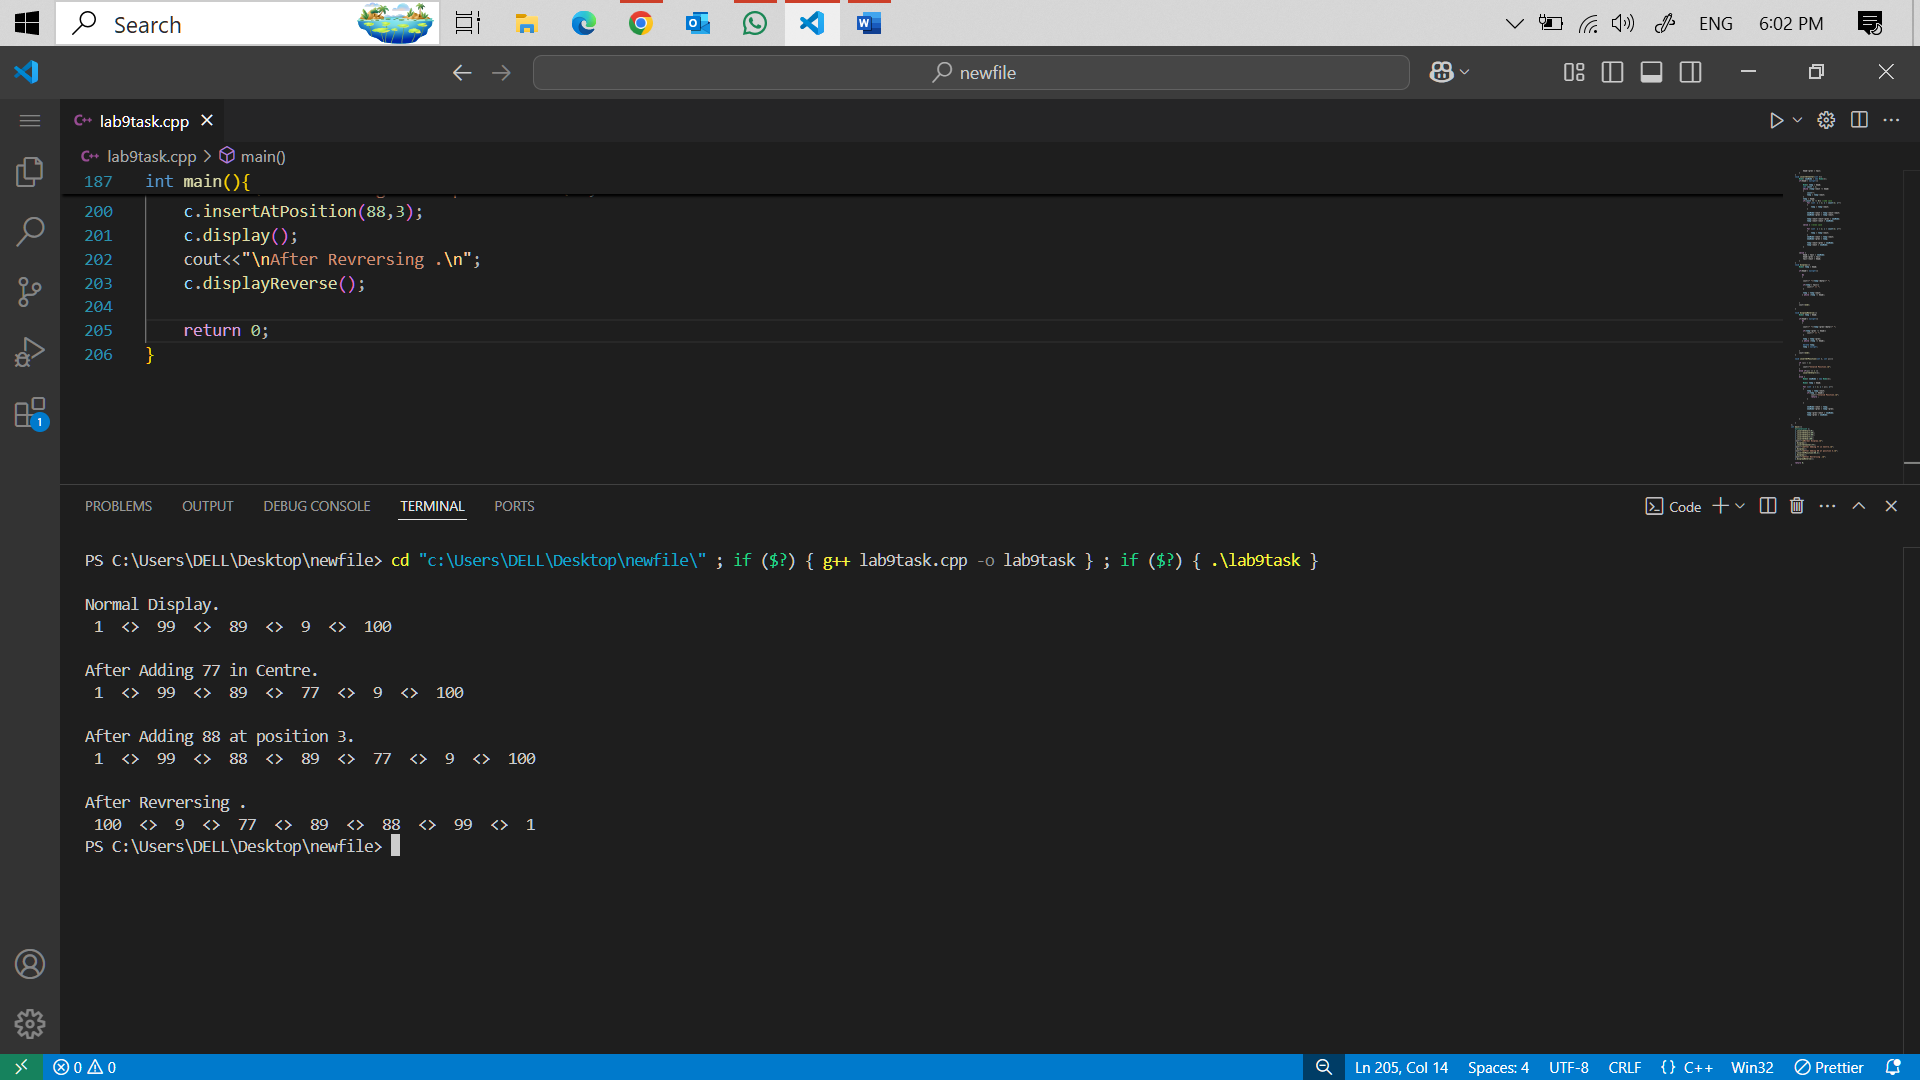 Search
ENG
6:02 PM
newfile
lab9task.cpp
lab9task.cpp > main()
187 int main(){
200 c.insertAtPosition(88,3);
201 c.display();
202 cout<<"\nAfter Revrersing .\n";
203 c.displayReverse();
204
205 return 0;
206 }
PROBLEMS OUTPUT DEBUG CONSOLE TERMINAL PORTS
Code
PS C:\Users\DELL\Desktop\newfile> cd "c:\Users\DELL\Desktop\newfile\" ; if ($?) { g++ lab9task.cpp -o lab9task } ; if ($?) { .\lab9task }
Normal Display.
1 <> 99 <> 89 <> 9 <> 100
After Adding 77 in Centre.
1 <> 99 <> 89 <> 77 <> 9 <> 100
After Adding 88 at position 3.
1 <> 99 <> 88 <> 89 <> 77 <> 9 <> 100
After Revrersing .
100 <> 9 <> 77 <> 89 <> 88 <> 99 <> 1
PS C:\Users\DELL\Desktop\newfile>
1
0 0
Ln 205, Col 14 Spaces: 4 UTF-8 CRLF {} C++ Win32 Prettier